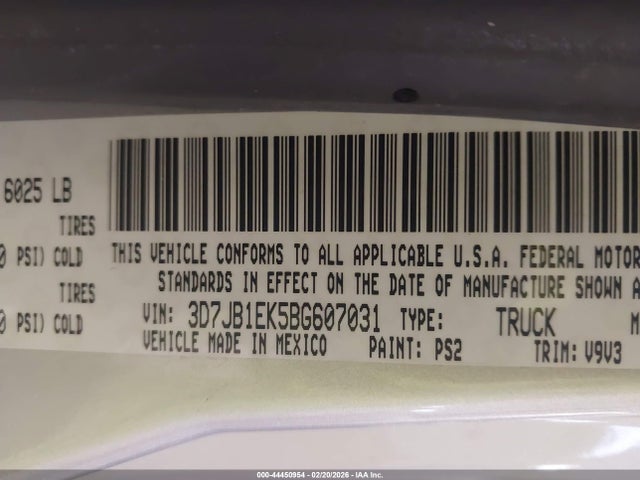 6025 LB
TIRES
0 PSI) COLD
TIRES
0 PSI) COLD
THIS VEHICLE CONFORMS TO ALL APPLICABLE U.S.A. FEDERAL MOTOR
STANDARDS IN EFFECT ON THE DATE OF MANUFACTURE SHOWN A
VIN: 3D7JB1EK5BG607031 TYPE: TRUCK M
VEHICLE MADE IN MEXICO PAINT: PS2 TRIM: V9V3
000-44450954 - 02/20/2026 - IAA Inc.